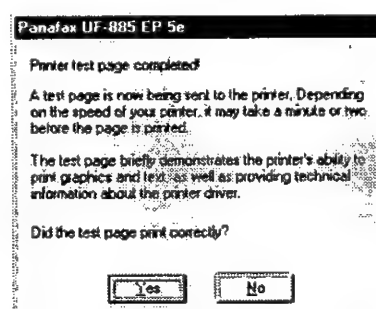 Panafax UF-885 EP 5e
Printer test page completed!
A test page is now being sent to the printer. Depending
on the speed of your printer, it may take a minute or two
before the page is printed.
The test page briefly demonstrates the printer's ability to
print graphics and text, as well as providing technical
information about the printer driver.
Did the test page print correctly?
Yes
No